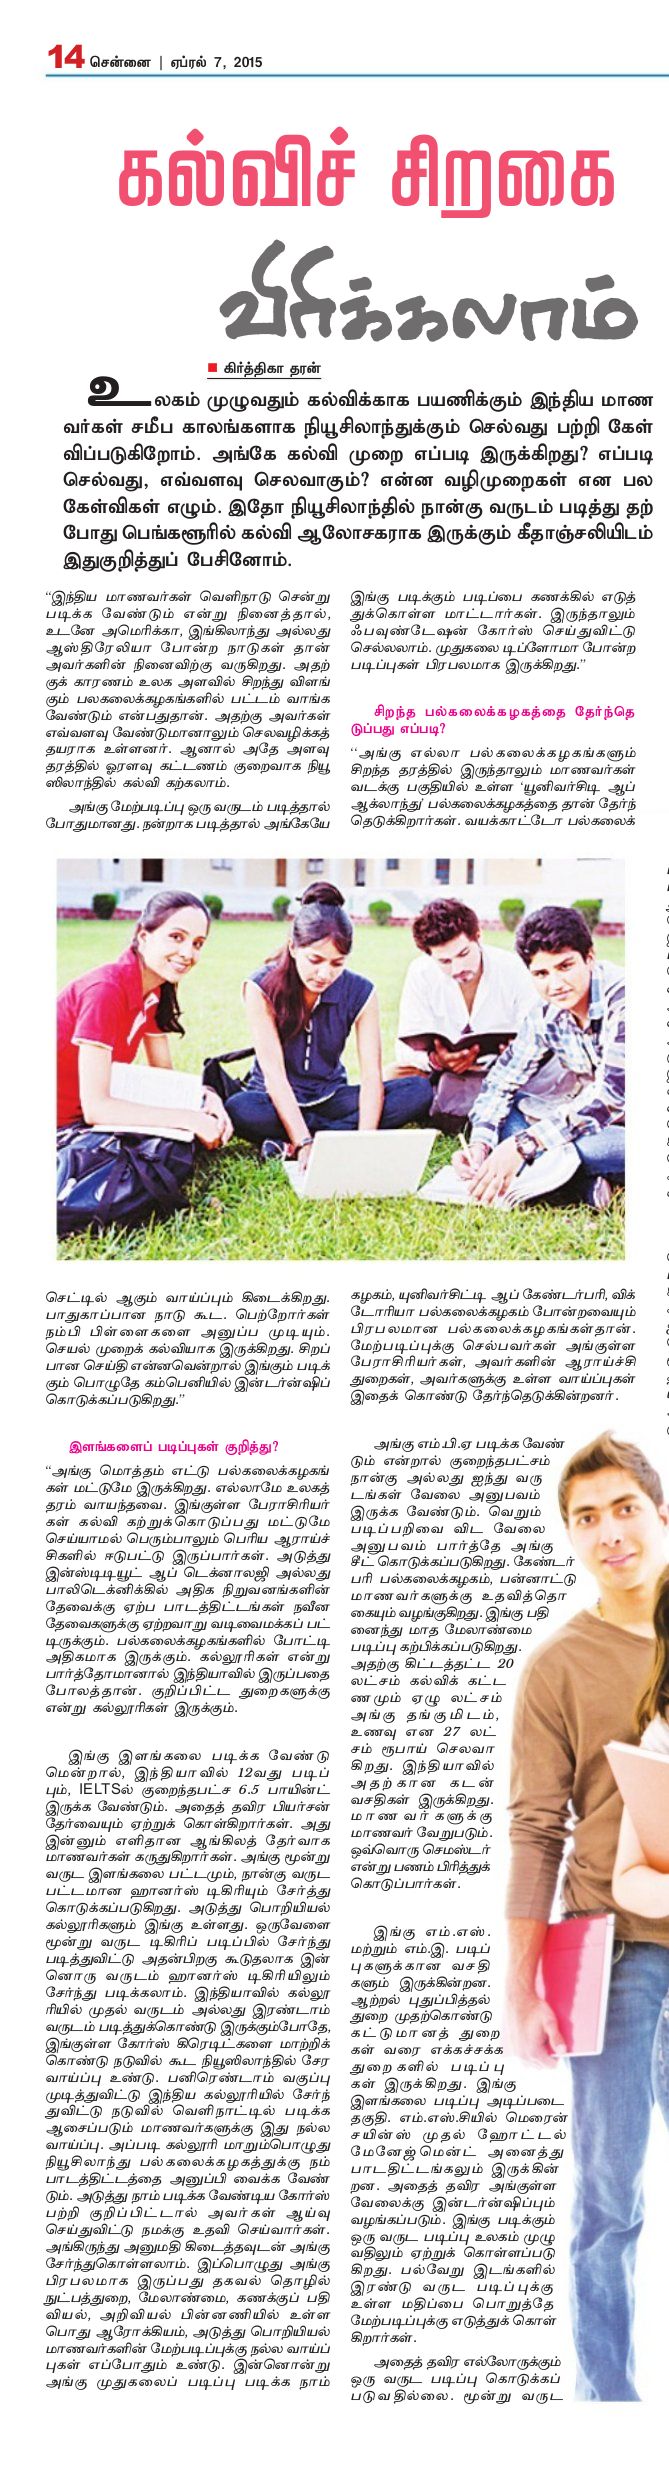 14 சென்னை | ஏப்ரல் 7, 2015
கல்விச் சிறகை
விரிக்கலாம்
■ கிர்த்திகா தரன்
உலகம் முழுவதும் கல்விக்காக பயணிக்கும் இந்திய மாண
வர்கள் சமீப காலங்களாக நியூசிலாந்துக்கும் செல்வது பற்றி கேள்
விப்படுகிறோம். அங்கே கல்வி முறை எப்படி இருக்கிறது? எப்படி
செல்வது, எவ்வளவு செலவாகும்? என்ன வழிமுறைகள் என பல
கேள்விகள் எழும். இதோ நியூசிலாந்தில் நான்கு வருடம் படித்து தற்
போது பெங்களூரில் கல்வி ஆலோசகராக இருக்கும் கீதாஞ்சலியிடம்
இதுகுறித்துப் பேசினோம்.
“இந்திய மாணவர்கள் வெளிநாடு சென்று
படிக்க வேண்டும் என்று நினைத்தால்,
உடனே அமெரிக்கா, இங்கிலாந்து அல்லது
ஆஸ்திரேலியா போன்ற நாடுகள் தான்
அவர்களின் நினைவிற்கு வருகிறது. அதற்
குக் காரணம் உலக அளவில் சிறந்து விளங்
கும் பலகலைக்கழகங்களில் பட்டம் வாங்க
வேண்டும் என்பதுதான். அதற்கு அவர்கள்
எவ்வளவு வேண்டுமானாலும் செலவழிக்கத்
தயராக உள்ளனர். ஆனால் அதே அளவு
தரத்தில் ஓரளவு கட்டணம் குறைவாக நியூ
ஸிலாந்தில் கல்வி கற்கலாம்.
அங்கு மேற்படிப்பு ஒரு வருடம் படித்தால்
போதுமானது. நன்றாக படித்தால் அங்கேயே
செட்டில் ஆகும் வாய்ப்பும் கிடைக்கிறது.
பாதுகாப்பான நாடு கூட. பெற்றோர்கள்
நம்பி பிள்ளைகளை அனுப்ப முடியும்.
செயல் முறைக் கல்வியாக இருக்கிறது. சிறப்
பான செய்தி என்னவென்றால் இங்கும் படிக்
கும் பொழுதே கம்பெனியில் இன்டர்ன்ஷிப்
கொடுக்கப்படுகிறது.”
இளங்களைப் படிப்புகள் குறித்து?
“அங்கு மொத்தம் எட்டு பல்கலைக்கழகங்
கள் மட்டுமே இருக்கிறது. எல்லாமே உலகத்
தரம் வாய்ந்தவை. இங்குள்ள பேராசிரியர்
கள் கல்வி கற்றுக்கொடுப்பது மட்டுமே
செய்யாமல் பெரும்பாலும் பெரிய ஆராய்ச்
சிகளில் ஈடுபட்டு இருப்பார்கள். அடுத்து
இன்ஸ்டிடியூட் ஆப் டெக்னாலஜி அல்லது
பாலிடெக்னிக்கில் அதிக நிறுவனங்களின்
தேவைக்கு ஏற்ப பாடத்திட்டங்கள் நவீன
தேவைகளுக்கு ஏற்றவாறு வடிவமைக்கப் பட்
டிருக்கும். பல்கலைக்கழகங்களில் போட்டி
அதிகமாக இருக்கும். கல்லூரிகள் என்று
பார்த்தோமானால் இந்தியாவில் இருப்பதை
போலத்தான். குறிப்பிட்ட துறைகளுக்கு
என்று கல்லூரிகள் இருக்கும்.
இங்கு இளங்கலை படிக்க வேண்டு
மென்றால், இந்தியாவில் 12வது படிப்
பும், IELTSல் குறைந்தபட்ச 6.5 பாயின்ட்
இருக்க வேண்டும். அதைத் தவிர பியர்சன்
தேர்வையும் ஏற்றுக் கொள்கிறார்கள். அது
இன்னும் எளிதான ஆங்கிலத் தேர்வாக
மாணவர்கள் கருதுகிறார்கள். அங்கு மூன்று
வருட இளங்கலை பட்டமும், நான்கு வருட
பட்டமான ஹானர்ஸ் டிகிரியும் சேர்த்து
கொடுக்கப்படுகிறது. அடுத்து பொறியியல்
கல்லூரிகளும் இங்கு உள்ளது. ஒருவேளை
மூன்று வருட டிகிரிப் படிப்பில் சேர்ந்து
படித்துவிட்டு அதன்பிறகு கூடுதலாக இன்
னொரு வருடம் ஹானர்ஸ் டிகிரியிலும்
சேர்ந்து படிக்கலாம். இந்தியாவில் கல்லூ
ரியில் முதல் வருடம் அல்லது இரண்டாம்
வருடம் படித்துக்கொண்டு இருக்கும்போதே,
இங்குள்ள கோர்ஸ் கிரெடிட்களை மாற்றிக்
கொண்டு நடுவில் கூட நியூஸிலாந்தில் சேர
வாய்ப்பு உண்டு. பனிரெண்டாம் வகுப்பு
முடித்துவிட்டு இந்திய கல்லூரியில் சேர்ந்
துவிட்டு நடுவில் வெளிநாட்டில் படிக்க
ஆசைப்படும் மாணவர்களுக்கு இது நல்ல
வாய்ப்பு. அப்படி கல்லூரி மாறும்பொழுது
நியூசிலாந்து பல்கலைக்கழகத்துக்கு நம்
பாடத்திட்டத்தை அனுப்பி வைக்க வேண்
டும். அடுத்து நாம் படிக்க வேண்டிய கோர்ஸ்
பற்றி குறிப்பிட்டால் அவர்கள் ஆய்வு
செய்துவிட்டு நமக்கு உதவி செய்வார்கள்.
அங்கிருந்து அனுமதி கிடைத்தவுடன் அங்கு
சேர்ந்துகொள்ளலாம். இப்பொழுது அங்கு
பிரபலமாக இருப்பது தகவல் தொழில்
நுட்பத்துறை, மேலாண்மை, கணக்குப் பதி
வியல், அறிவியல் பின்னணியில் உள்ள
பொது ஆரோக்கியம், அடுத்து பொறியியல்
மாணவர்களின் மேற்படிப்புக்கு நல்ல வாய்ப்
புகள் எப்போதும் உண்டு. இன்னொன்று
அங்கு முதுகலைப் படிப்பு படிக்க நாம்
இங்கு படிக்கும் படிப்பை கணக்கில் எடுத்
துக்கொள்ள மாட்டார்கள். இருந்தாலும்
ஃபவுண்டேஷன் கோர்ஸ் செய்துவிட்டு
செல்லலாம். முதுகலை டிப்ளோமா போன்ற
படிப்புகள் பிரபலமாக இருக்கிறது.”
சிறந்த பல்கலைக்கழகத்தை தேர்ந்தெ
டுப்பது எப்படி?
“அங்கு எல்லா பல்கலைக்கழகங்களும்
சிறந்த தரத்தில் இருந்தாலும் மாணவர்கள்
வடக்கு பகுதியில் உள்ள ‘யூனிவர்சிடி ஆப்
ஆக்லாந்து’ பல்கலைக்கழகத்தை தான் தேர்ந்
தெடுக்கிறார்கள். வயக்காட்டோ பல்கலைக்
கழகம், யுனிவர்சிட்டி ஆப் கேண்டர்பரி, விக்
டோரியா பல்கலைக்கழகம் போன்றவையும்
பிரபலமான பல்கலைக்கழகங்கள்தான்.
மேற்படிப்புக்கு செல்பவர்கள் அங்குள்ள
பேராசிரியர்கள், அவர்களின் ஆராய்ச்சி
துறைகள், அவர்களுக்கு உள்ள வாய்ப்புகள்
இதைக் கொண்டு தேர்ந்தெடுக்கின்றனர்.
அங்கு எம்.பி.ஏ படிக்க வேண்
டும் என்றால் குறைந்தபட்சம்
நான்கு அல்லது ஐந்து வரு
டங்கள் வேலை அனுபவம்
இருக்க வேண்டும். வெறும்
படிப்பறிவை விட வேலை
அனுபவம் பார்த்தே அங்கு
சீட் கொடுக்கப்படுகிறது. கேண்டர்
பரி பல்கலைக்கழகம், பன்னாட்டு
மாணவர்களுக்கு உதவித்தொ
கையும் வழங்குகிறது. இங்கு பதி
னைந்து மாத மேலாண்மை
படிப்பு கற்பிக்கப்படுகிறது.
அதற்கு கிட்டத்தட்ட 20
லட்சம் கல்விக் கட்ட
ணமும் ஏழு லட்சம்
அங்கு தங்குமிடம்,
உணவு என 27 லட்
சம் ரூபாய் செலவா
கிறது. இந்தியாவில்
அதற்கான கடன்
வசதிகள் இருக்கிறது.
மாணவர் களுக்கு
மாணவர் வேறுபடும்.
ஒவ்வொரு செமஸ்டர்
என்று பணம் பிரித்துக்
கொடுப்பார்கள்.
இங்கு எம்.எஸ்.
மற்றும் எம்.இ. படிப்
புகளுக்கான வசதி
களும் இருக்கின்றன.
ஆற்றல் புதுப்பித்தல்
துறை முதற்கொண்டு
கட்டுமானத் துறை
கள் வரை எக்கச்சக்க
துறைகளில் படிப்பு
கள் இருக்கிறது. இங்கு
இளங்கலை படிப்பு அடிப்படை
தகுதி. எம்.எஸ்.சியில் மெரைன்
சயின்ஸ் முதல் ஹோட்டல்
மேனேஜ்மென்ட் அனைத்து
பாடதிட்டங்கலும் இருக்கின்
றன. அதைத் தவிர அங்குள்ள
வேலைக்கு இன்டர்ன்ஷிப்பும்
வழங்கப்படும். இங்கு படிக்கும்
ஒரு வருட படிப்பு உலகம் முழு
வதிலும் ஏற்றுக் கொள்ளப்படு
கிறது. பல்வேறு இடங்களில்
இரண்டு வருட படிப்புக்கு
உள்ள மதிப்பை பொறுத்தே
மேற்படிப்புக்கு எடுத்துக் கொள்
கிறார்கள்.
அதைத் தவிர எல்லோருக்கும்
ஒரு வருட படிப்பு கொடுக்கப்
படுவதில்லை. மூன்று வருட